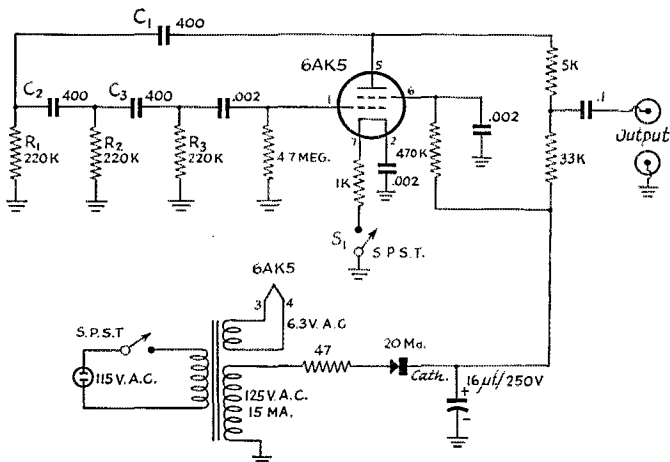 C1 400
6AK5
5
5K
C2 400
C3 400
.002
1
6
.1
Output
R1
220K
R2
220K
R3
220K
4.7 MEG.
7
2
470K
.002
.002
33K
1K
S1
S.P.S.T.
6AK5
3 4
6.3 V. A.C.
S.P.S.T
115 V. A.C.
47
20 Ma.
Cath.
125 V. A.C.
15 MA.
+
16µf/250V
-